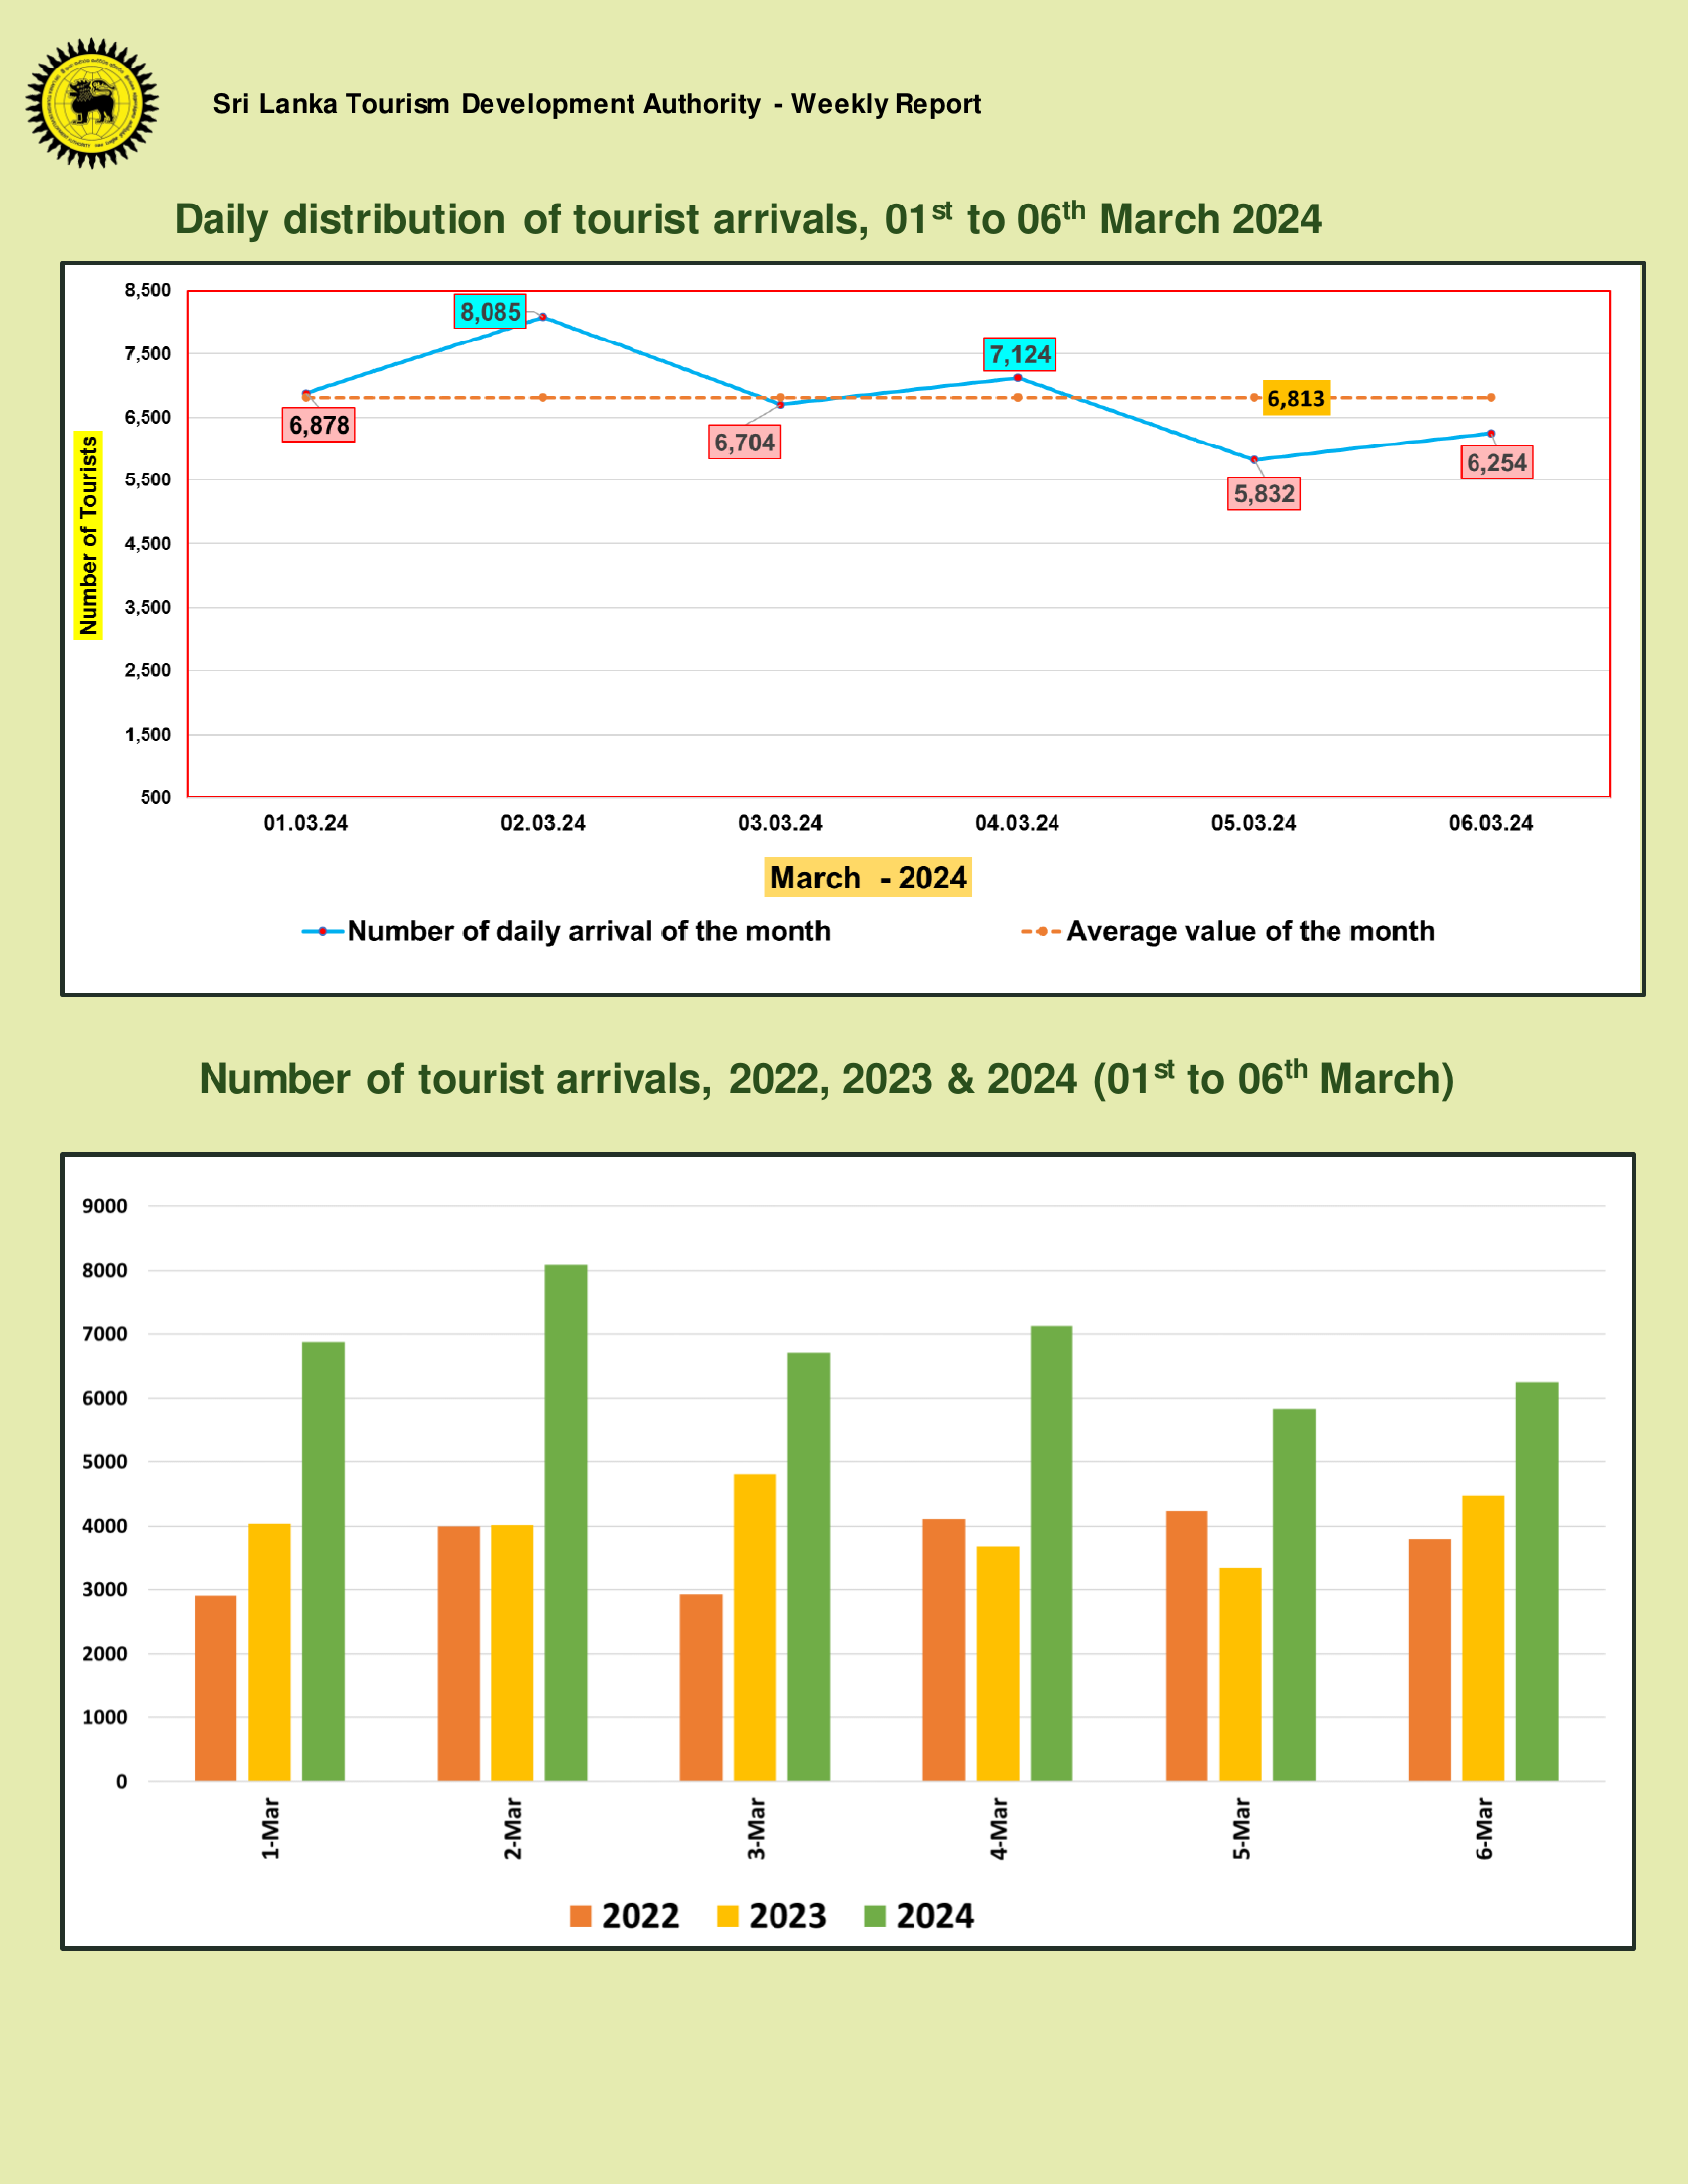 Sri Lanka Tourism Development Authority - Weekly Report
Daily distribution of tourist arrivals, 01st to 06th March 2024
Number of Tourists
8,500
7,500
6,500
5,500
4,500
3,500
2,500
1,500
500
6,878
8,085
6,704
7,124
5,832
6,813
6,254
01.03.24 02.03.24 03.03.24 04.03.24 05.03.24 06.03.24
March - 2024
Number of daily arrival of the month Average value of the month
Number of tourist arrivals, 2022, 2023 & 2024 (01st to 06th March)
9000
8000
7000
6000
5000
4000
3000
2000
1000
0
1-Mar 2-Mar 3-Mar 4-Mar 5-Mar 6-Mar
2022 2023 2024